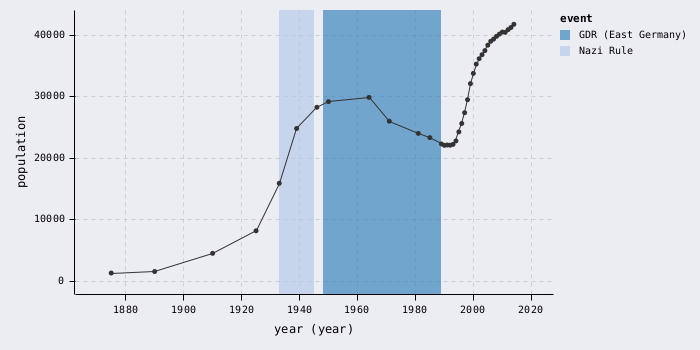 event
GDR (East Germany)
Nazi Rule
population
40000
30000
20000
10000
0
1880 1900 1920 1940 1960 1980 2000 2020
year (year)